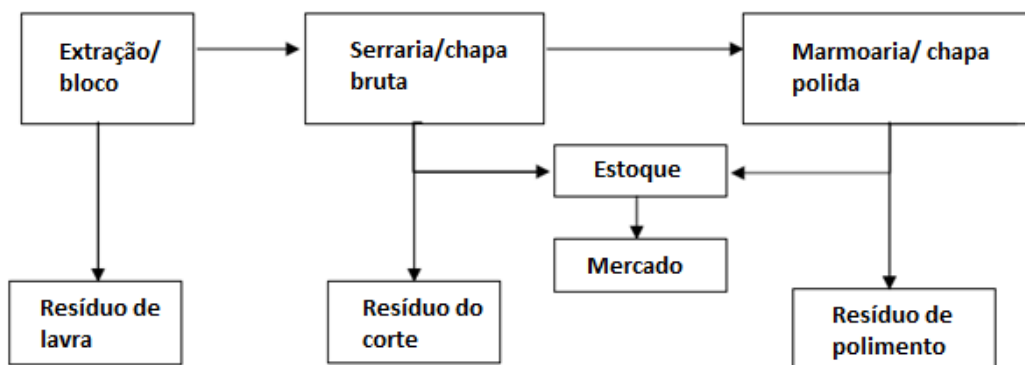 Extração/
bloco
Serraria/chapa
bruta
Marmoaria/ chapa
polida
Estoque
Mercado
Resíduo de
lavra
Resíduo do
corte
Resíduo de
polimento